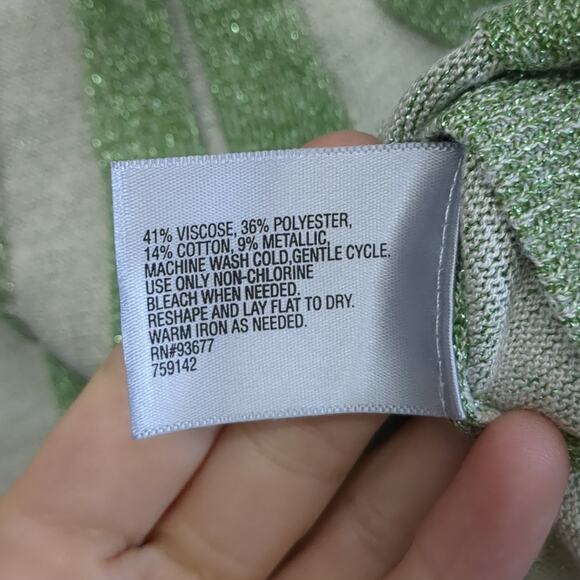 41% VISCOSE, 36% POLYESTER,
14% COTTON, 9% METALLIC,
MACHINE WASH COLD,GENTLE CYCLE.
USE ONLY NON-CHLORINE
BLEACH WHEN NEEDED.
RESHAPE AND LAY FLAT TO DRY.
WARM IRON AS NEEDED.
RN#93677
759142